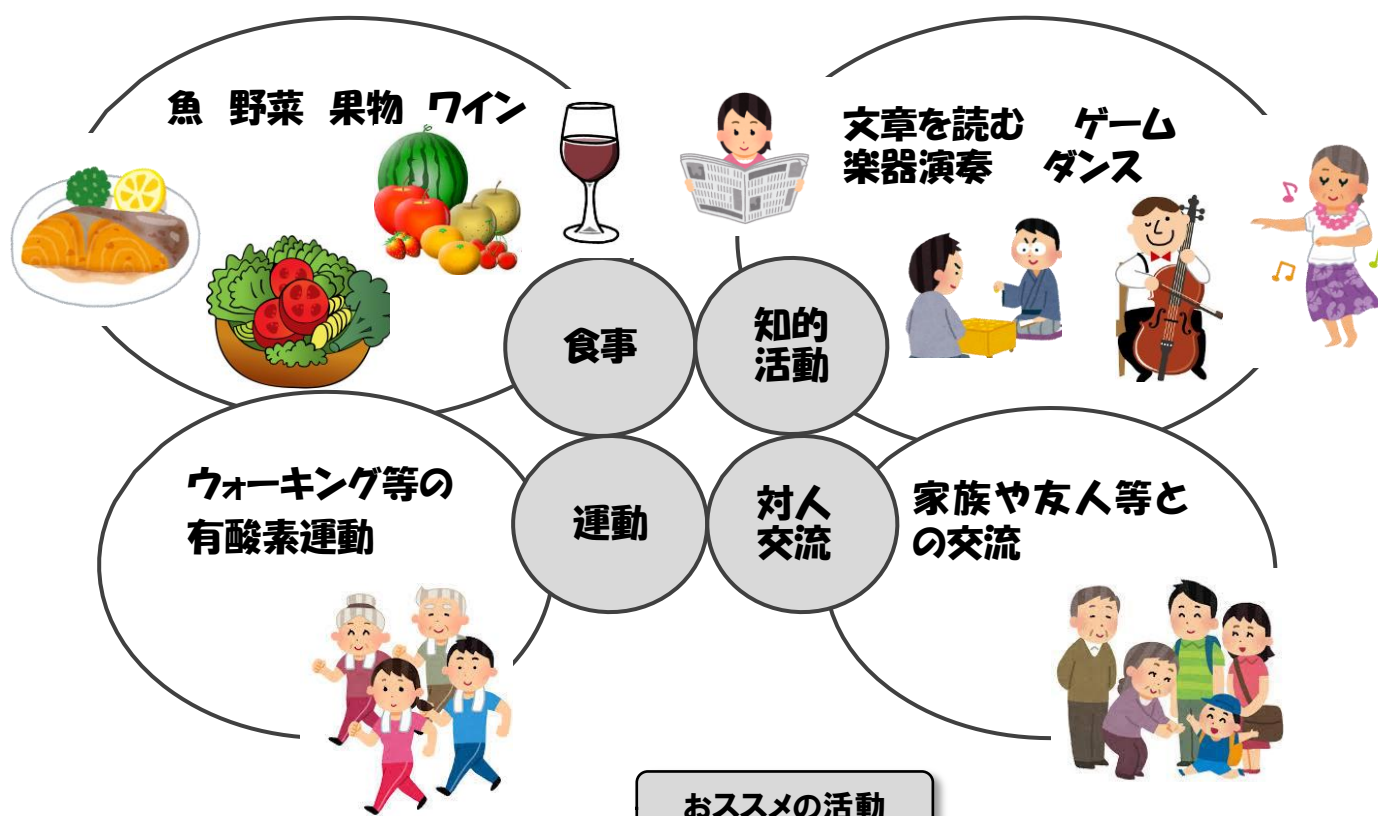 魚 野菜 果物 ワイン
文章を読む ゲーム
楽器演奏 ダンス
食事
知的
活動
ウォーキング等の
有酸素運動
運動
対人
交流
家族や友人等と
の交流
おススメの活動